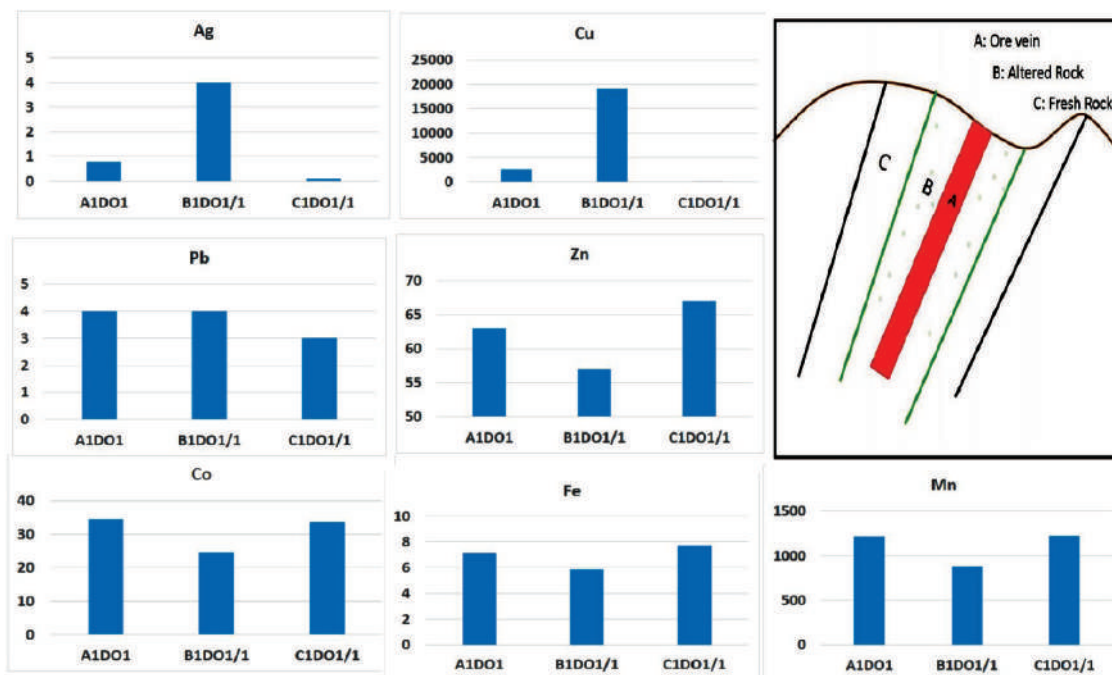 Ag
5
4
3
2
1
0
A1DO1 B1DO1/1 C1DO1/1
Cu
25000
20000
15000
10000
5000
0
A1DO1 B1DO1/1 C1DO1/1
A: Ore vein
B: Altered Rock
C: Fresh Rock
C
B
A
Pb
5
4
3
2
1
0
A1DO1 B1DO1/1 C1DO1/1
Zn
70
65
60
55
50
A1DO1 B1DO1/1 C1DO1/1
Co
40
30
20
10
0
A1DO1 B1DO1/1 C1DO1/1
Fe
10
8
6
4
2
0
A1DO1 B1DO1/1 C1DO1/1
Mn
1500
1000
500
0
A1DO1 B1DO1/1 C1DO1/1